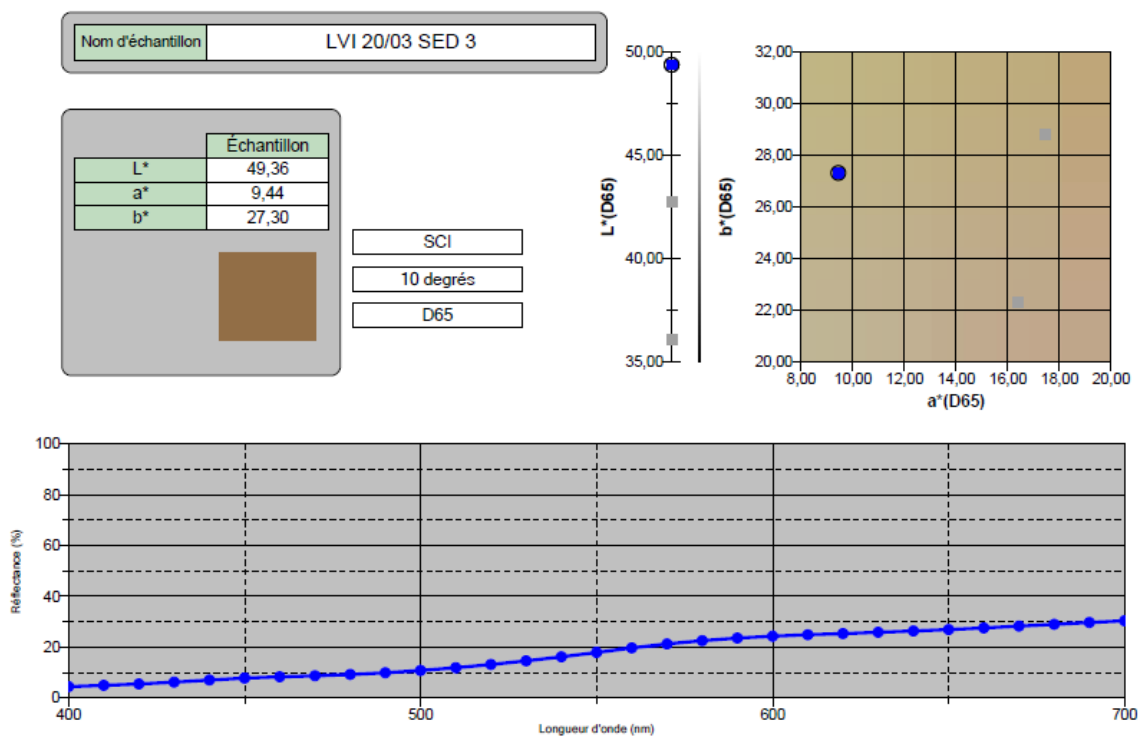 Nom d'échantillon LVI 20/03 SED 3
Échantillon
L* 49,36
a* 9,44
b* 27,30
SCI
10 degrés
D65
50,00
45,00
40,00
35,00
L*(D65)
32,00
30,00
28,00
26,00
24,00
22,00
20,00
b*(D65)
8,00 10,00 12,00 14,00 16,00 18,00 20,00
a*(D65)
100
80
60
40
20
0
Réflectance (%)
400 500 600 700
Longueur d'onde (nm)